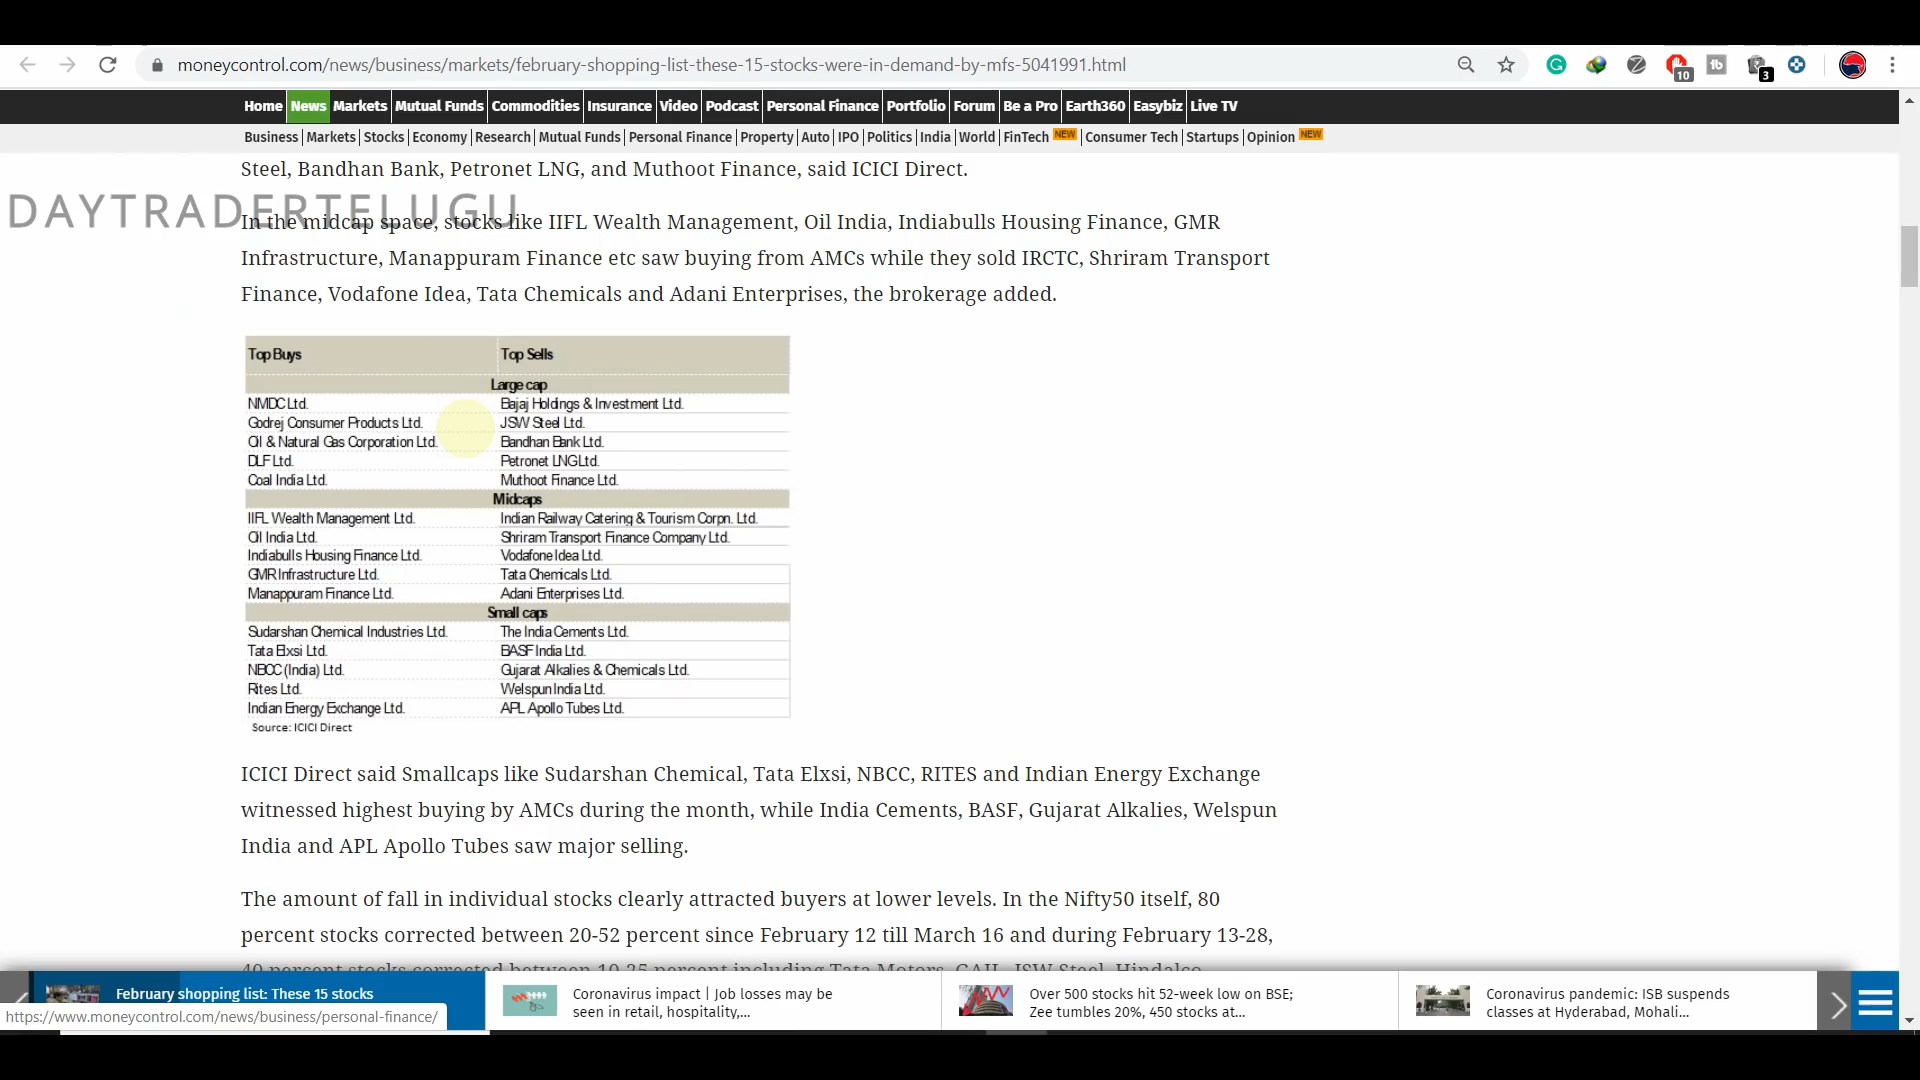 moneycontrol.com/news/business/markets/february-shopping-list-these-15-stocks-were-in-demand-by-mfs-5041991.html
10
3
Home News Markets Mutual Funds Commodities Insurance Video Podcast Personal Finance Portfolio Forum Be a Pro Earth360 Easybiz Live TV
Business Markets Stocks Economy Research Mutual Funds Personal Finance Property Auto IPO Politics India World FinTech NEW Consumer Tech Startups Opinion NEW
Steel, Bandhan Bank, Petronet LNG, and Muthoot Finance, said ICICI Direct.
DAYTRADERTELUGU
In the midcap space, stocks like IIFL Wealth Management, Oil India, Indiabulls Housing Finance, GMR
Infrastructure, Manappuram Finance etc saw buying from AMCs while they sold IRCTC, Shriram Transport
Finance, Vodafone Idea, Tata Chemicals and Adani Enterprises, the brokerage added.
Top Buys Top Sells
Large cap
NMDC Ltd. Bajaj Holdings & Investment Ltd.
Godrej Consumer Products Ltd. JSW Steel Ltd.
Oil & Natural Gas Corporation Ltd. Bandhan Bank Ltd.
DLF Ltd. Petronet LNG Ltd.
Coal India Ltd. Muthoot Finance Ltd.
Midcaps
IIFL Wealth Management Ltd. Indian Railway Catering & Tourism Corpn. Ltd.
Oil India Ltd. Shriram Transport Finance Company Ltd.
Indiabulls Housing Finance Ltd. Vodafone Idea Ltd.
GMR Infrastructure Ltd. Tata Chemicals Ltd.
Manappuram Finance Ltd. Adani Enterprises Ltd.
Small caps
Sudarshan Chemical Industries Ltd. The India Cements Ltd.
Tata Elxsi Ltd. BASF India Ltd.
NBCC (India) Ltd. Gujarat Alkalies & Chemicals Ltd.
Rites Ltd. Welspun India Ltd.
Indian Energy Exchange Ltd. APL Apollo Tubes Ltd.
Source: ICICI Direct
ICICI Direct said Smallcaps like Sudarshan Chemical, Tata Elxsi, NBCC, RITES and Indian Energy Exchange
witnessed highest buying by AMCs during the month, while India Cements, BASF, Gujarat Alkalies, Welspun
India and APL Apollo Tubes saw major selling.
The amount of fall in individual stocks clearly attracted buyers at lower levels. In the Nifty50 itself, 80
percent stocks corrected between 20-52 percent since February 12 till March 16 and during February 13-28,
40 percent stocks corrected between 10-25 percent including Tata Motors, GAIL, JSW Steel, Hindalco
February shopping list: These 15 stocks
https://www.moneycontrol.com/news/business/personal-finance/
Coronavirus impact | Job losses may be
seen in retail, hospitality,...
Over 500 stocks hit 52-week low on BSE;
Zee tumbles 20%, 450 stocks at...
Coronavirus pandemic: ISB suspends
classes at Hyderabad, Mohali...